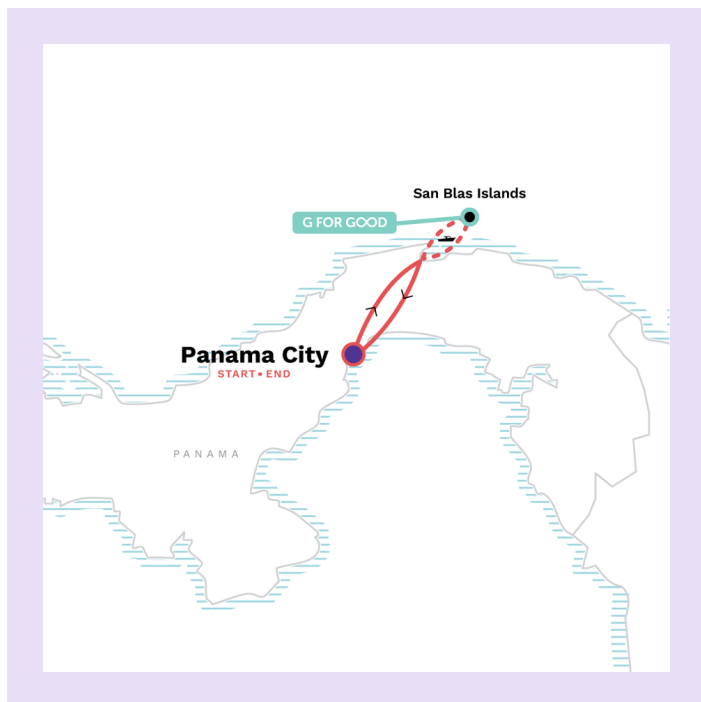 San Blas Islands
G FOR GOOD
Panama City
START • END
PANAMA